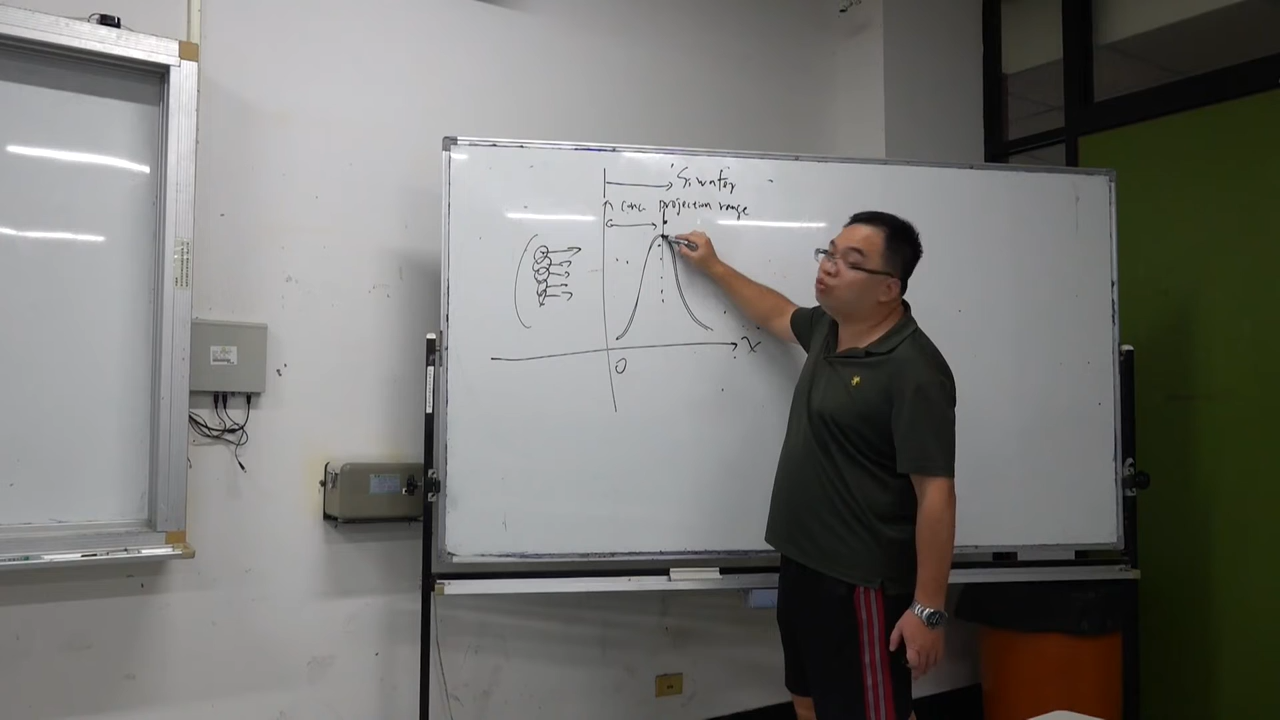 Si wafer
conc projection range
x
0